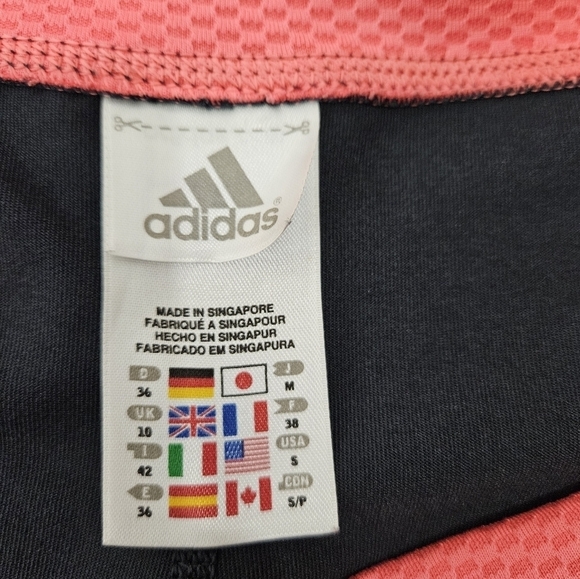 adidas®
MADE IN SINGAPORE
FABRIQUÉ A SINGAPOUR
HECHO EN SINGAPUR
FABRICADO EM SINGAPURA
D J
36 M
UK F
10 38
I USA
42 S
E CDN
36 S/P